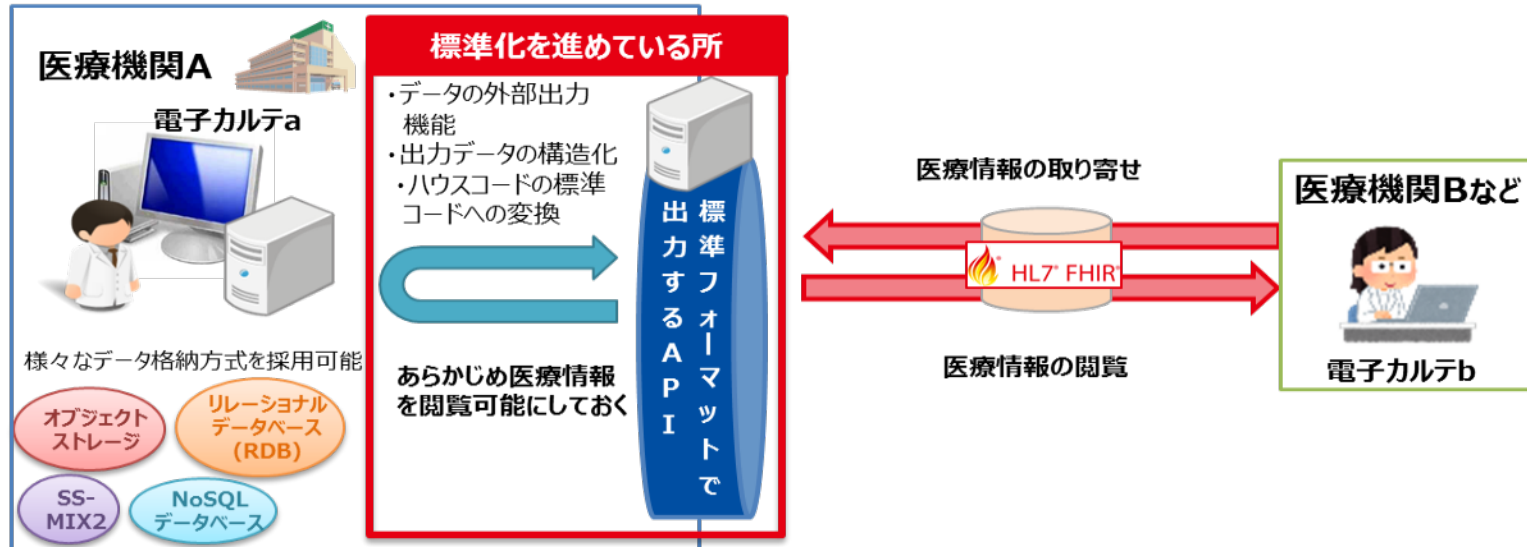 医療機関A
電子カルテa
様々なデータ格納方式を採用可能
オブジェクト
ストレージ
リレーショナル
データベース
(RDB)
SS-
MIX2
NoSQL
データベース
標準化を進めている所
・データの外部出力
機能
・出力データの構造化
・ハウスコードの標準
コードへの変換
あらかじめ医療情報
を閲覧可能にしておく
標準フォーマットで
出力するAPI
医療情報の取り寄せ
HL7® FHIR®
医療情報の閲覧
医療機関Bなど
電子カルテb